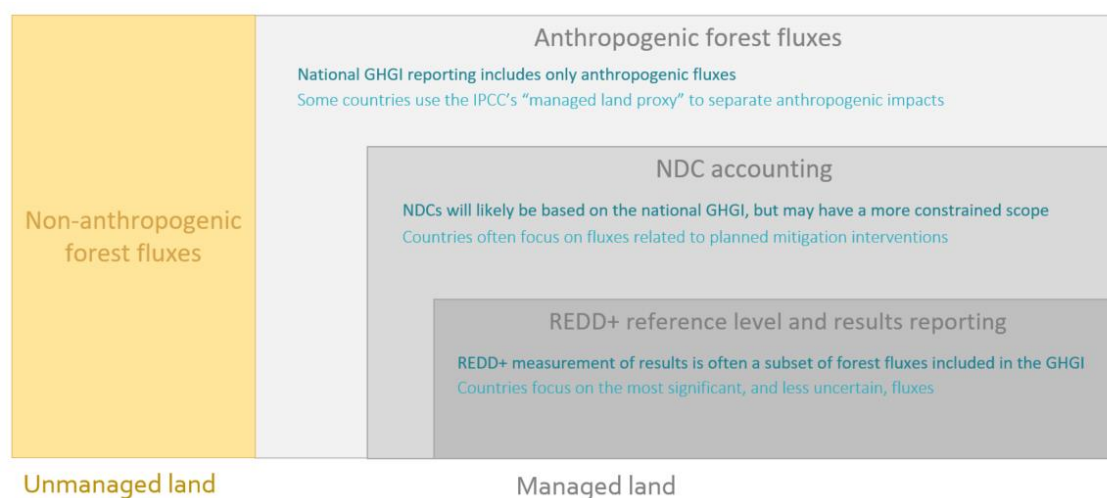 Anthropogenic forest fluxes
National GHGI reporting includes only anthropogenic fluxes
Some countries use the IPCC’s “managed land proxy” to separate anthropogenic impacts
NDC accounting
NDCs will likely be based on the national GHGI, but may have a more constrained scope
Countries often focus on fluxes related to planned mitigation interventions
Non-anthropogenic
forest fluxes
REDD+ reference level and results reporting
REDD+ measurement of results is often a subset of forest fluxes included in the GHGI
Countries focus on the most significant, and less uncertain, fluxes
Unmanaged land
Managed land